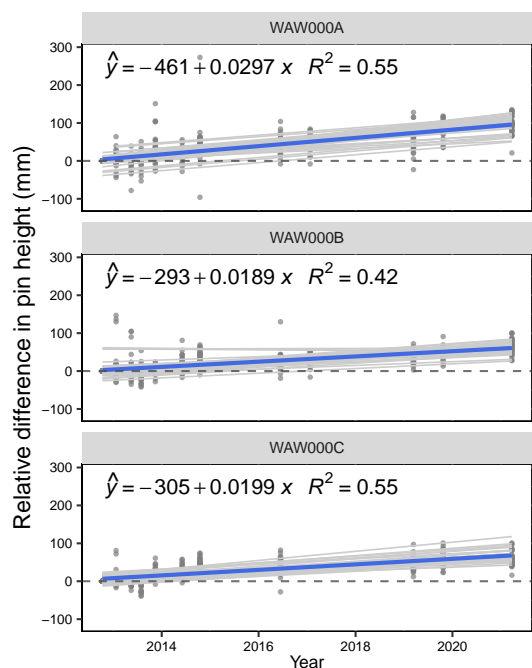 WAW000A
300
200
100
0
−100
ŷ = −461 + 0.0297 x R² = 0.55
WAW000B
300
200
100
0
−100
ŷ = −293 + 0.0189 x R² = 0.42
WAW000C
300
200
100
0
−100
ŷ = −305 + 0.0199 x R² = 0.55
Relative difference in pin height (mm)
2014 2016 2018 2020
Year